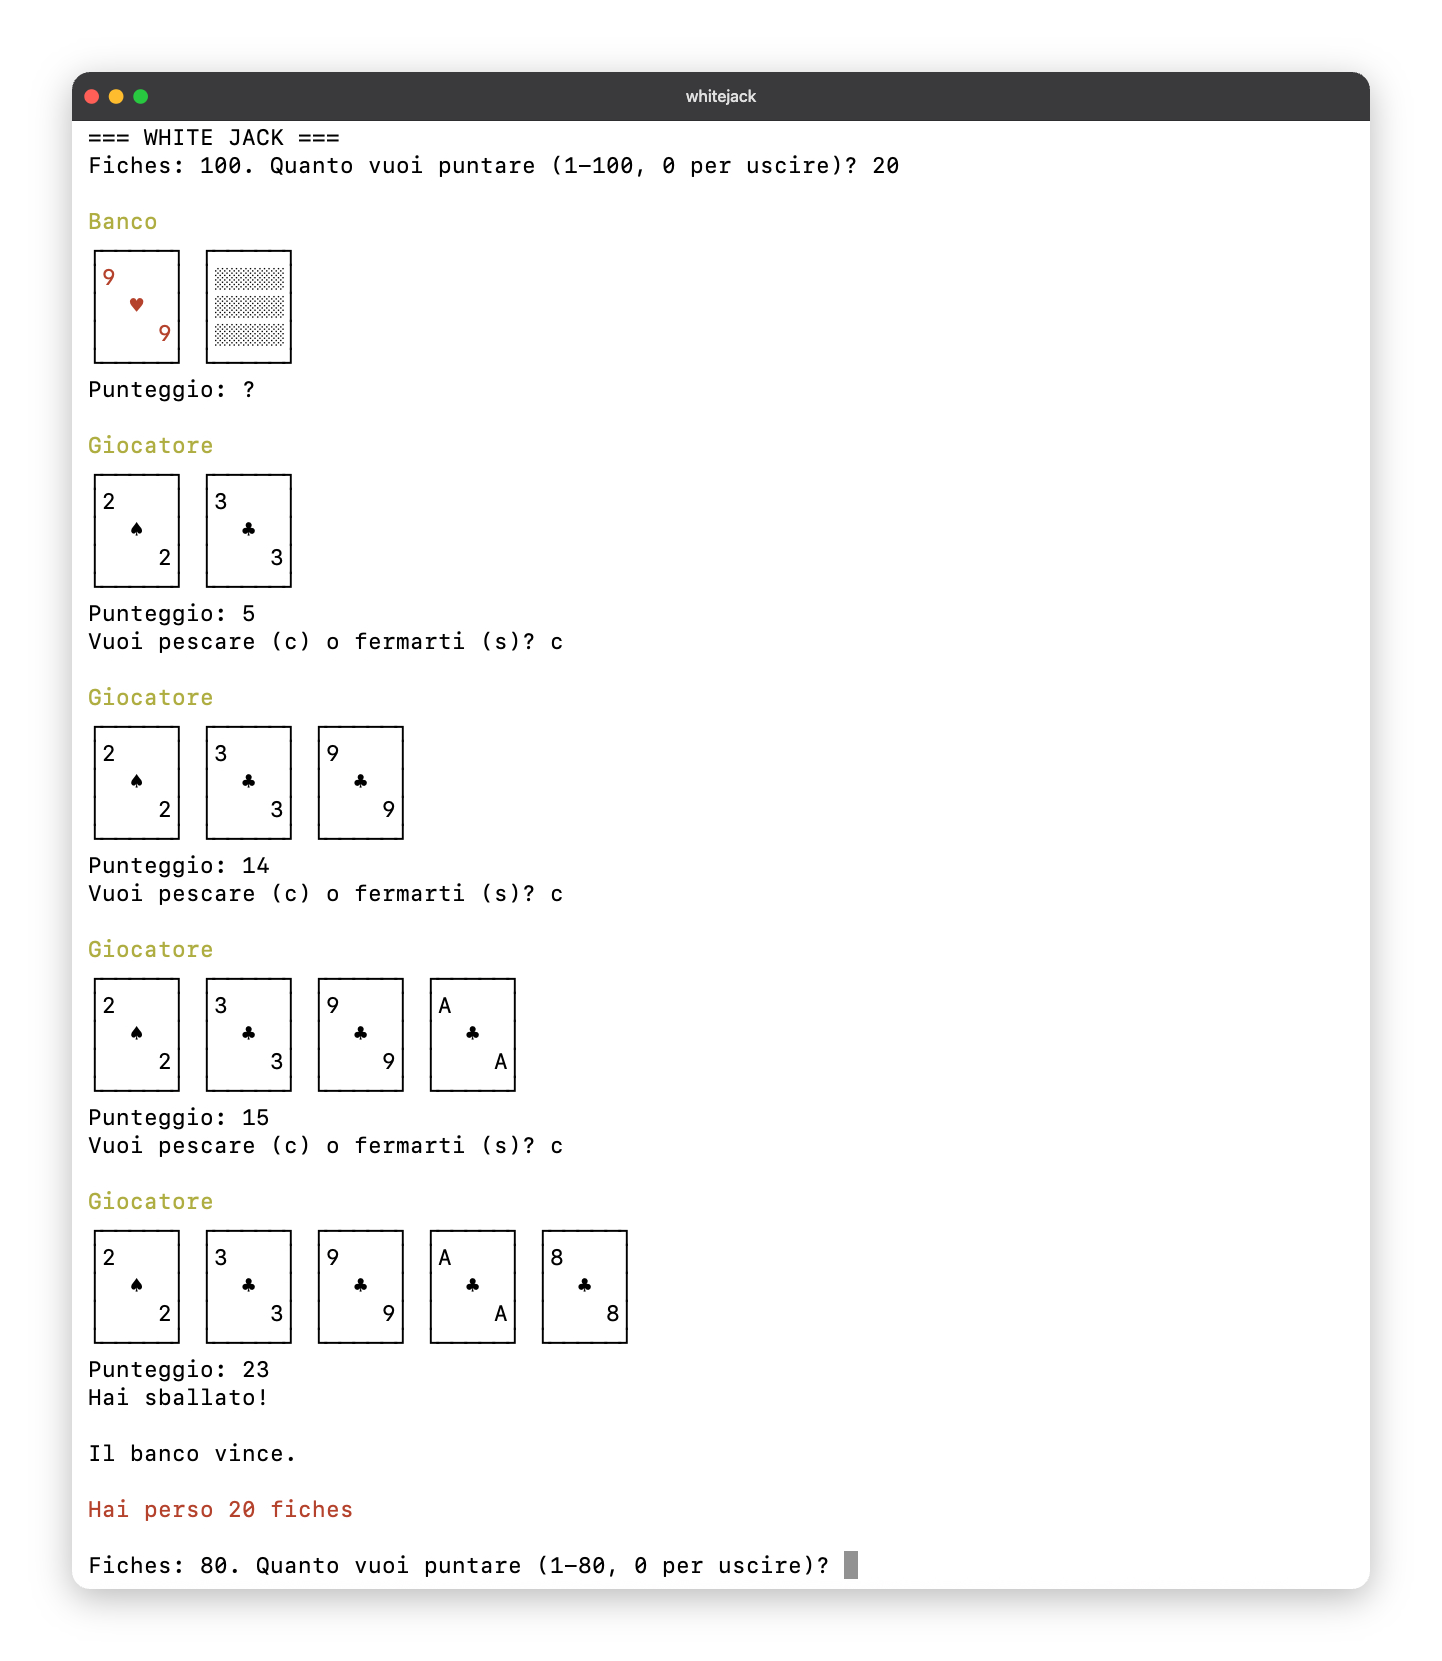 whitejack
=== WHITE JACK ===
Fiches: 100. Quanto vuoi puntare (1-100, 0 per uscire)? 20
Banco
9
♥
9
Punteggio: ?
Giocatore
2 3
♠ ♣
2 3
Punteggio: 5
Vuoi pescare (c) o fermarti (s)? c
Giocatore
2 3 9
♠ ♣ ♣
2 3 9
Punteggio: 14
Vuoi pescare (c) o fermarti (s)? c
Giocatore
2 3 9 A
♠ ♣ ♣ ♣
2 3 9 A
Punteggio: 15
Vuoi pescare (c) o fermarti (s)? c
Giocatore
2 3 9 A 8
♠ ♣ ♣ ♣ ♣
2 3 9 A 8
Punteggio: 23
Hai sballato!
Il banco vince.
Hai perso 20 fiches
Fiches: 80. Quanto vuoi puntare (1-80, 0 per uscire)?